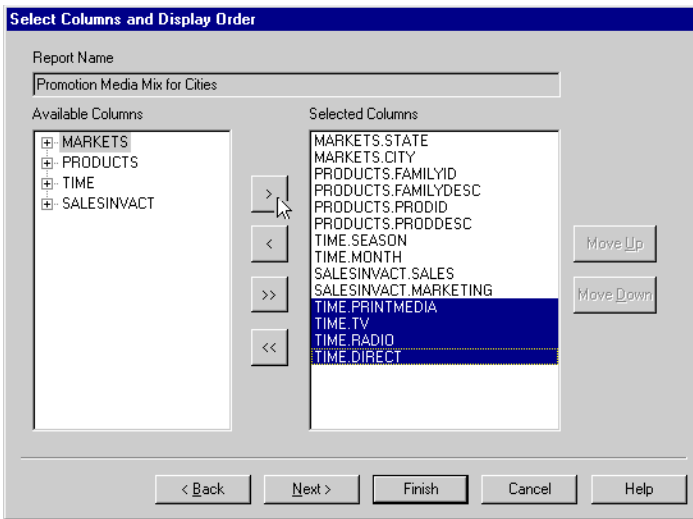 Select Columns and Display Order
Report Name
Promotion Media Mix for Cities
Available Columns
MARKETS
PRODUCTS
TIME
SALESINVACT
>
<
>>
<<
Selected Columns
MARKETS.STATE
MARKETS.CITY
PRODUCTS.FAMILYID
PRODUCTS.FAMILYDESC
PRODUCTS.PRODID
PRODUCTS.PRODDESC
TIME.SEASON
TIME.MONTH
SALESINVACT.SALES
SALESINVACT.MARKETING
TIME.PRINTMEDIA
TIME.TV
TIME.RADIO
TIME.DIRECT
Move Up
Move Down
< Back
Next >
Finish
Cancel
Help